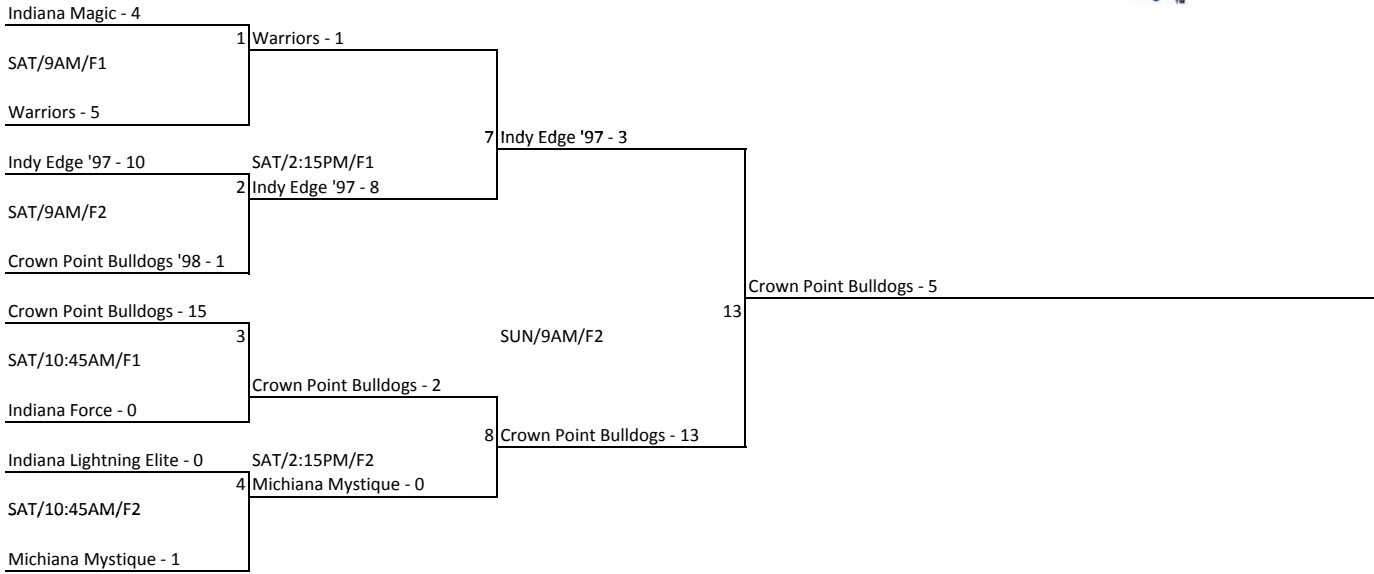 Indiana Magic - 4
1 Warriors - 1
SAT/9AM/F1
Warriors - 5
7 Indy Edge '97 - 3
Indy Edge '97 - 10
SAT/2:15PM/F1
2 Indy Edge '97 - 8
SAT/9AM/F2
Crown Point Bulldogs '98 - 1
Crown Point Bulldogs - 5
Crown Point Bulldogs - 15
13
3
SUN/9AM/F2
SAT/10:45AM/F1
Crown Point Bulldogs - 2
Indiana Force - 0
8 Crown Point Bulldogs - 13
Indiana Lightning Elite - 0
SAT/2:15PM/F2
4 Michiana Mystique - 0
SAT/10:45AM/F2
Michiana Mystique - 1